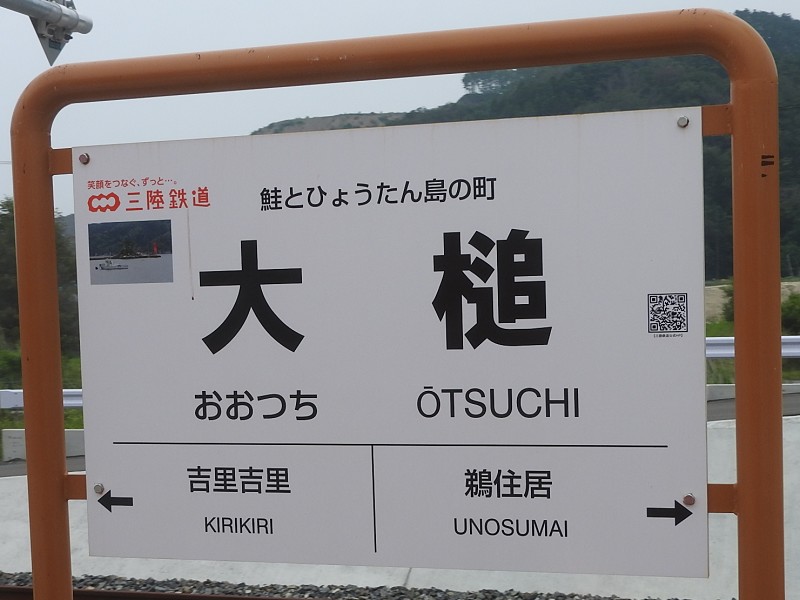 笑顔をつなぐ、ずっと…。
三陸鉄道
鮭とひょうたん島の町
大槌
おおつち ŌTSUCHI
吉里吉里
KIRIKIRI
鵜住居
UNOSUMAI